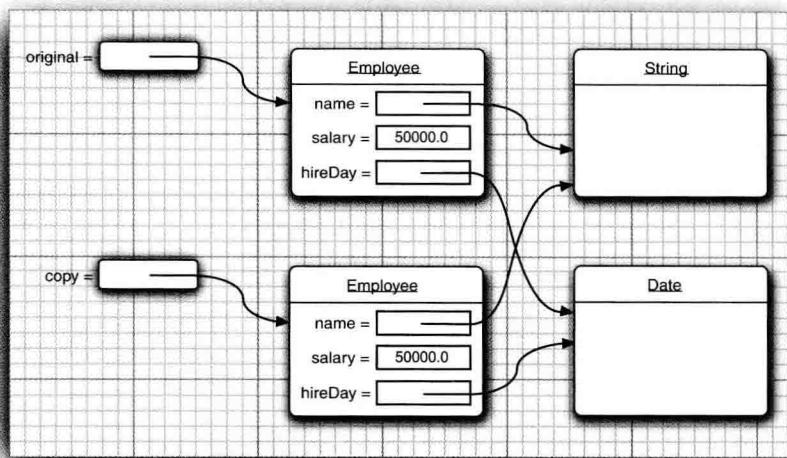 original =
Employee
name =
salary = 50000.0
hireDay =
String
copy =
Employee
name =
salary = 50000.0
hireDay =
Date